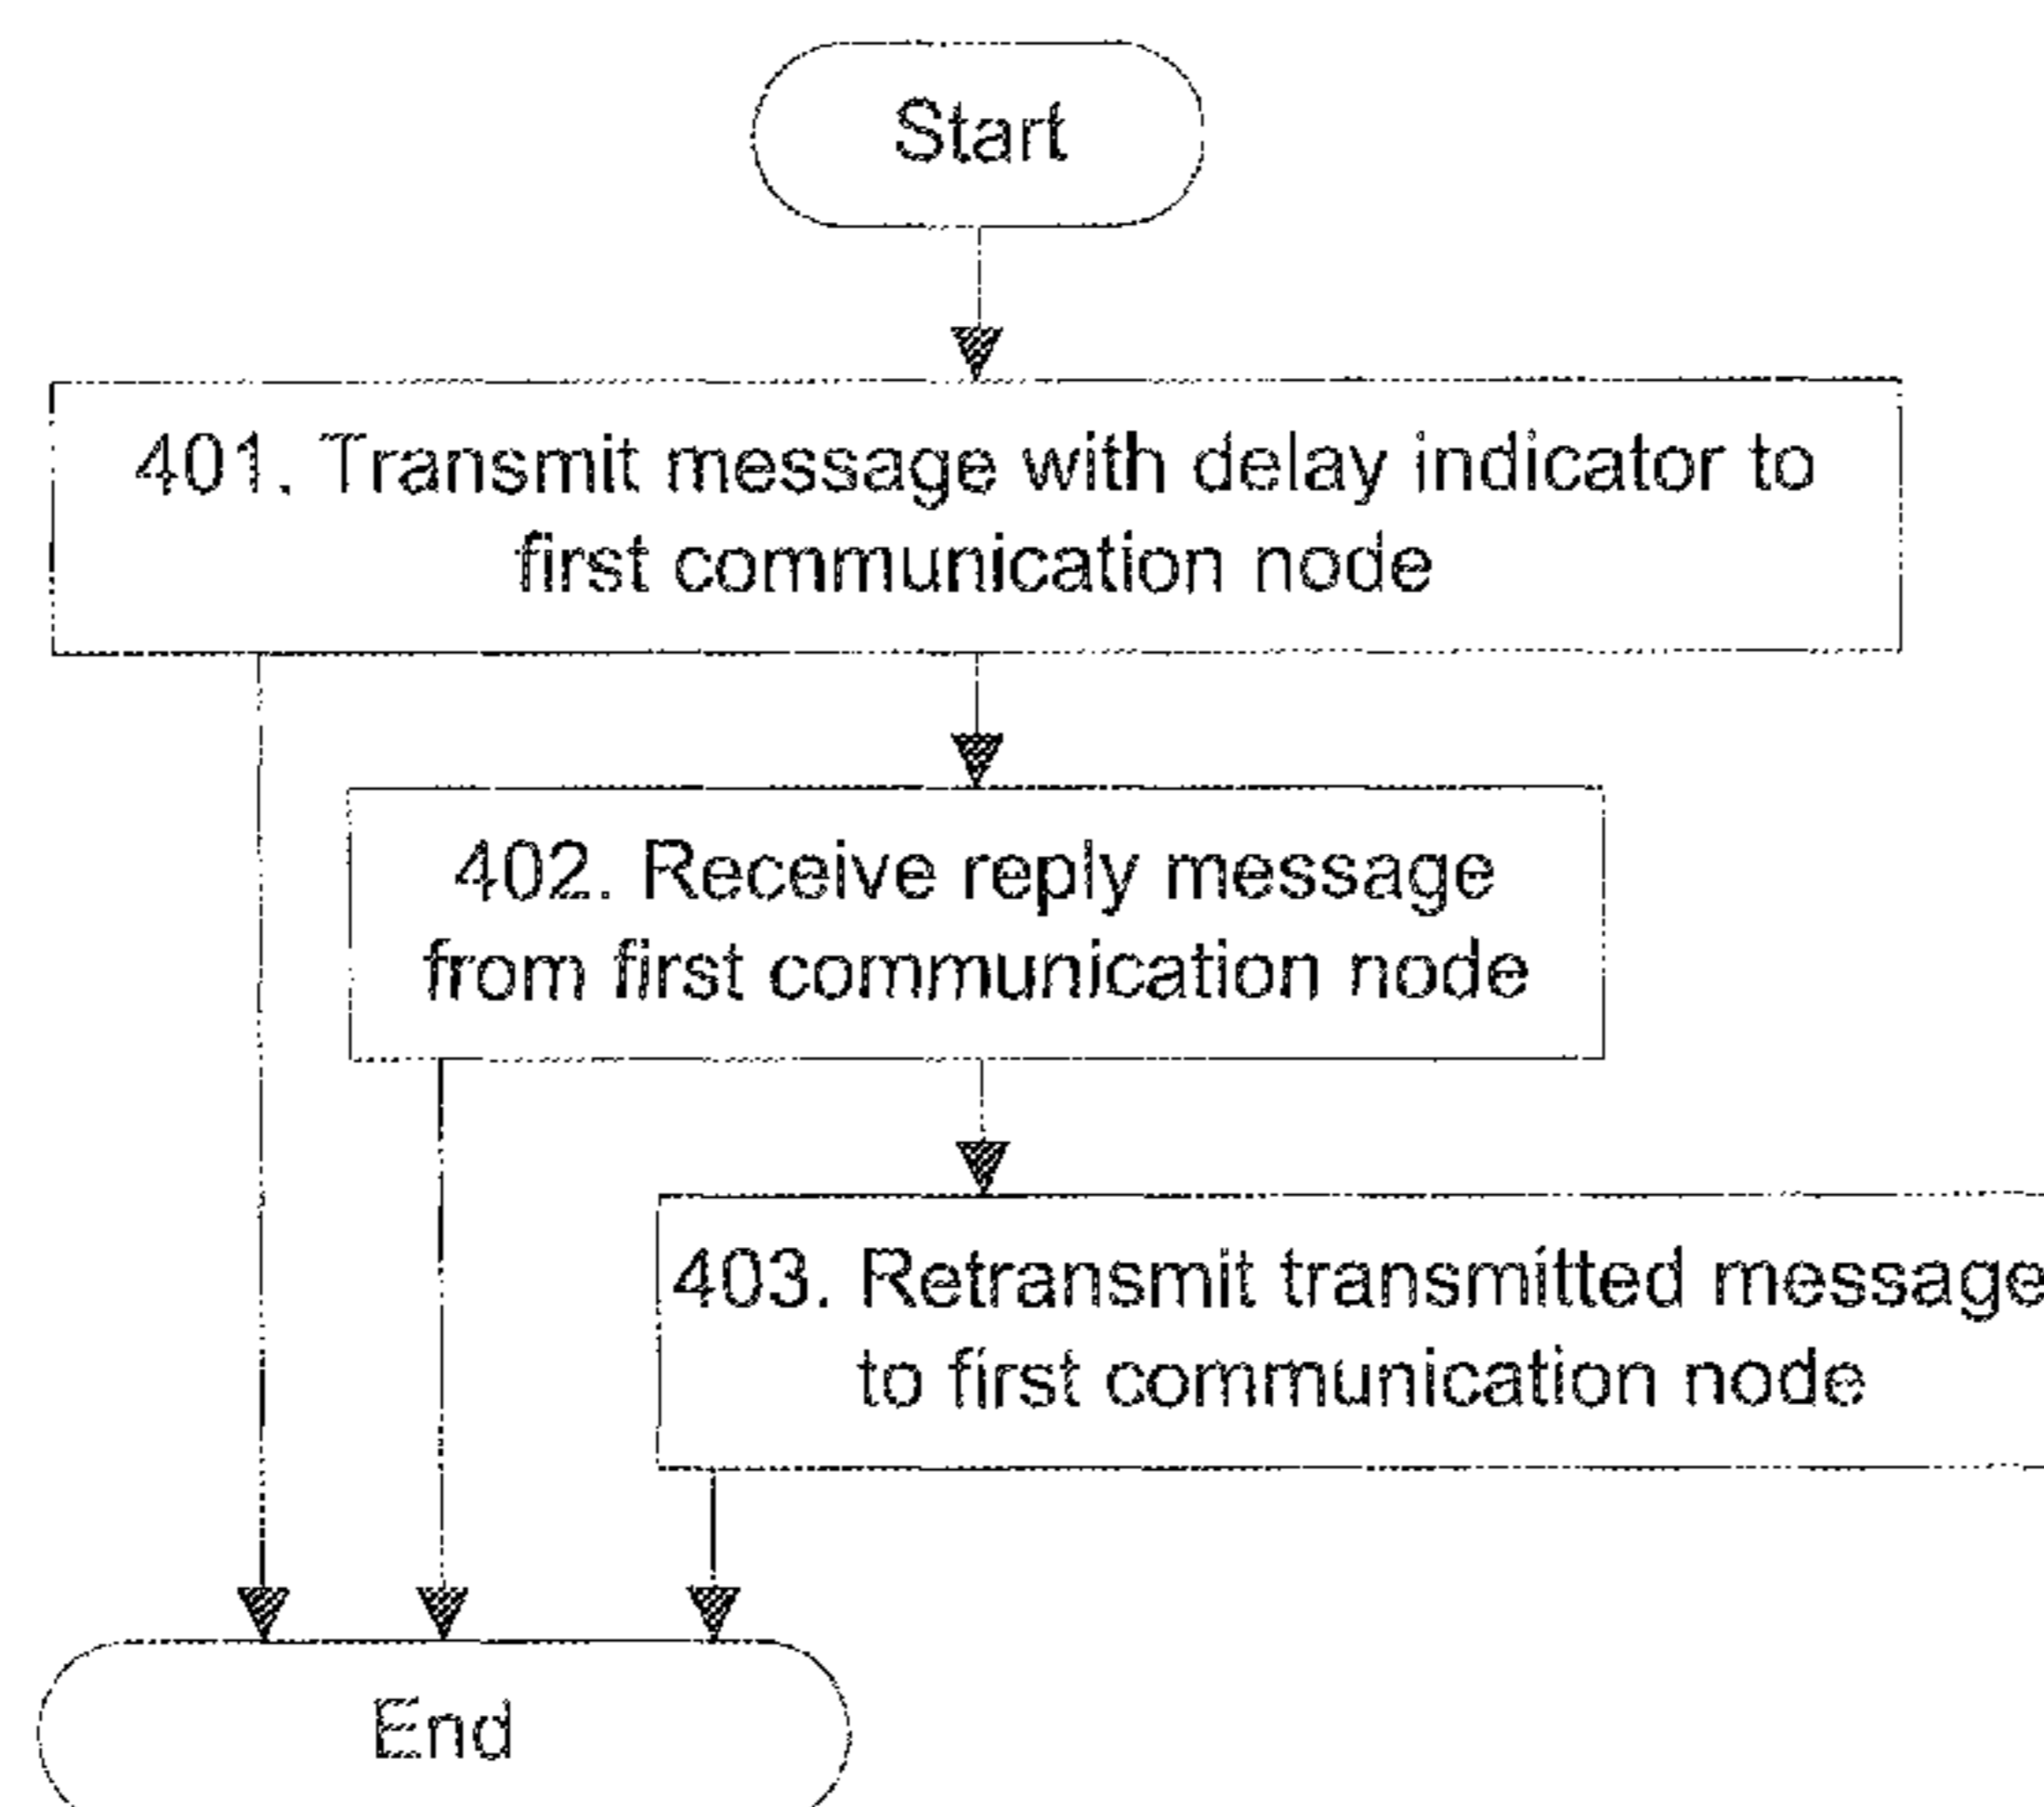 Start
401. Transmit message with delay indicator to
first communication node
402. Receive reply message
from first communication node
403. Retransmit transmitted message
to first communication node
End